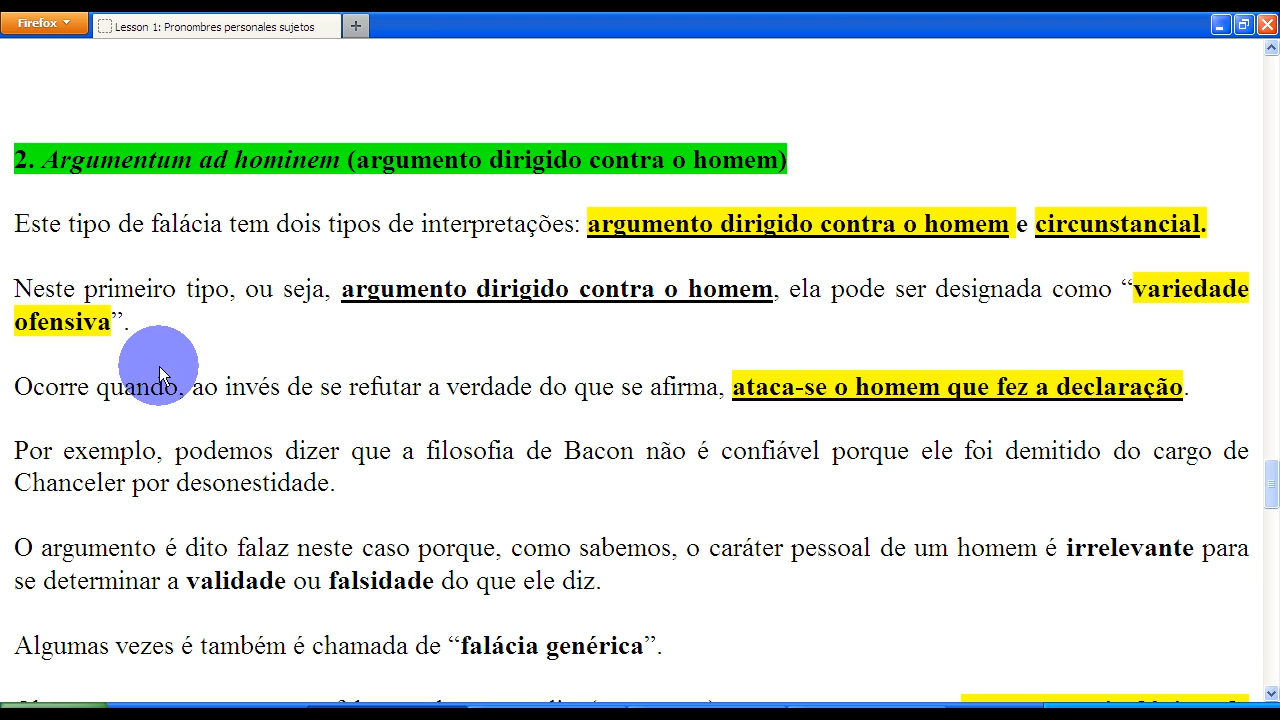 Firefox
Lesson 1: Pronombres personales sujetos
2. Argumentum ad hominem (argumento dirigido contra o homem)
Este tipo de falácia tem dois tipos de interpretações: argumento dirigido contra o homem e circunstancial.
Neste primeiro tipo, ou seja, argumento dirigido contra o homem, ela pode ser designada como “variedade
ofensiva”.
Ocorre quando, ao invés de se refutar a verdade do que se afirma, ataca-se o homem que fez a declaração.
Por exemplo, podemos dizer que a filosofia de Bacon não é confiável porque ele foi demitido do cargo de
Chanceler por desonestidade.
O argumento é dito falaz neste caso porque, como sabemos, o caráter pessoal de um homem é irrelevante para
se determinar a validade ou falsidade do que ele diz.
Algumas vezes é também é chamada de “falácia genérica”.